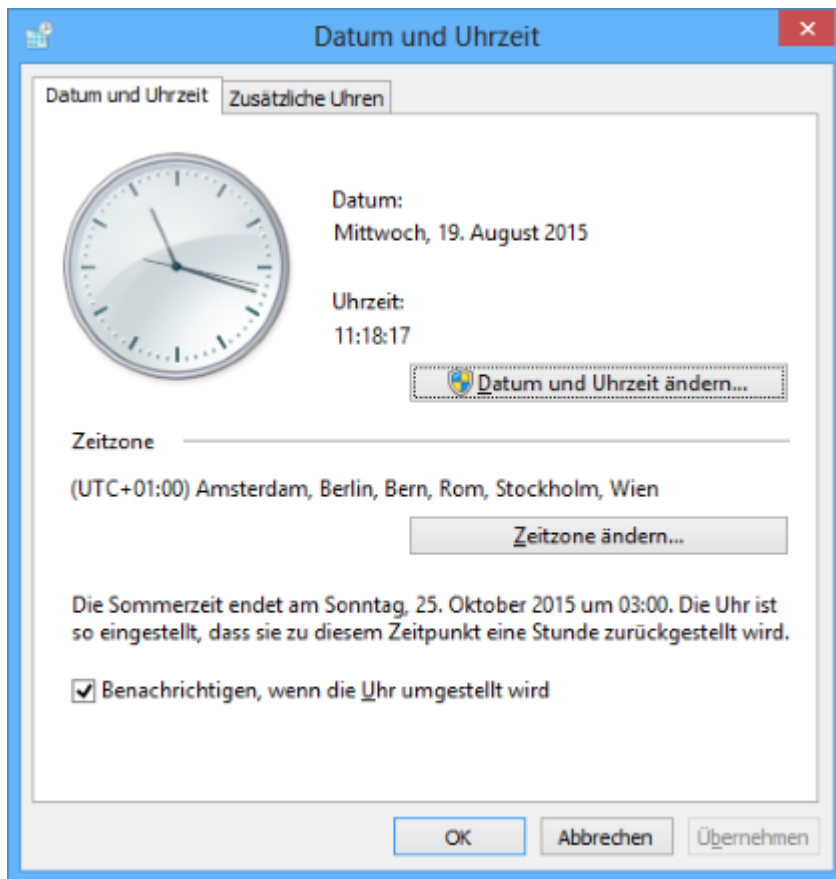 Datum und Uhrzeit
Datum und Uhrzeit
Zusätzliche Uhren
Datum:
Mittwoch, 19. August 2015
Uhrzeit:
11:18:17
Datum und Uhrzeit ändern...
Zeitzone
(UTC+01:00) Amsterdam, Berlin, Bern, Rom, Stockholm, Wien
Zeitzone ändern...
Die Sommerzeit endet am Sonntag, 25. Oktober 2015 um 03:00. Die Uhr ist
so eingestellt, dass sie zu diesem Zeitpunkt eine Stunde zurückgestellt wird.
Benachrichtigen, wenn die Uhr umgestellt wird
OK
Abbrechen
Übernehmen